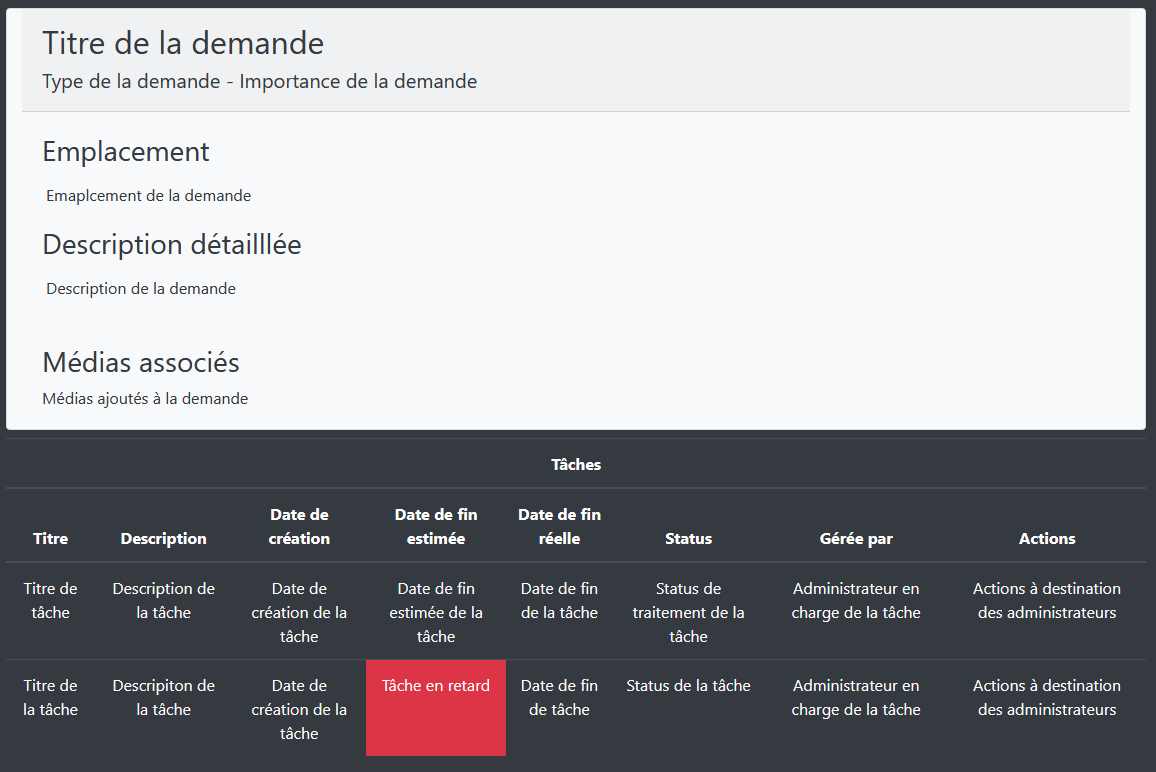 Titre de la demande
Type de la demande - Importance de la demande
Emplacement
Emaplcement de la demande
Description détailllée
Description de la demande
Médias associés
Médias ajoutés à la demande
Tâches
Titre Description Date de création Date de fin estimée Date de fin réelle Status Gérée par Actions
Titre de tâche Description de la tâche Date de création de la tâche Date de fin estimée de la tâche Date de fin de la tâche Status de traitement de la tâche Administrateur en charge de la tâche Actions à destination des administrateurs
Titre de la tâche Descripiton de la tâche Date de création de la tâche Tâche en retard Date de fin de tâche Status de la tâche Administrateur en charge de la tâche Actions à destination des administrateurs